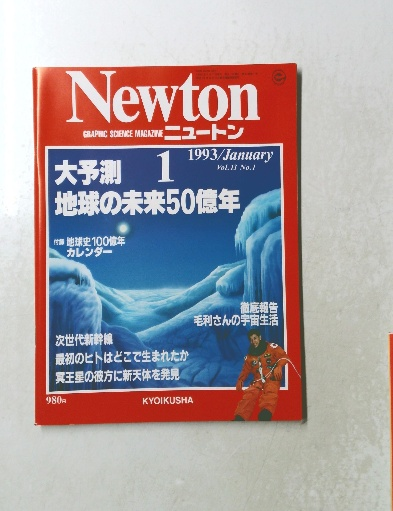 Newton
GRAPHIC SCIENCE MAGAZINE ニュートン
1993/January
Vol.13 No.1
大予測 1
地球の未来50億年
付録 地球史100億年
カレンダー
徹底報告
毛利さんの宇宙生活
次世代新幹線
最初のヒトはどこで生まれたか
冥王星の彼方に新天体を発見
980円
KYOIKUSHA